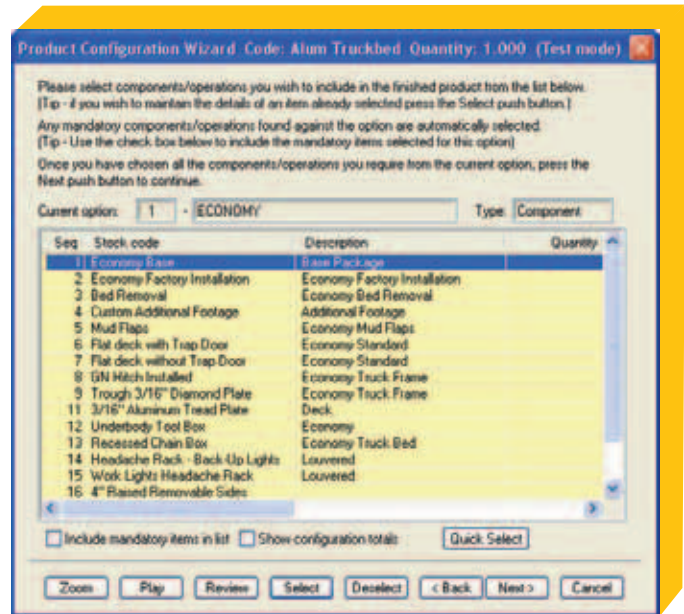 Product Configuration Wizard Code: Alum Truckbed Quantity: 1.000 (Test mode)
Please select components/operations you wish to include in the finished product from the list below.
(Tip - if you wish to maintain the details of an item already selected press the Select push button.)
Any mandatory components/operations found against the option are automatically selected.
(Tip - Use the check box below to include the mandatory items selected for this option)
Once you have chosen all the components/operations you require from the current option, press the
Next push button to continue.
Current option: 1 - ECONOMY Type: Component
Seq Stock code Description Quantity
1 Economy Base Base Package
2 Economy Factory Installation Economy Factory Installation
3 Bed Removal Economy Bed Removal
4 Custom Additional Footage Additional Footage
5 Mud Flaps Economy Mud Flaps
6 Flat deck with Trap Door Economy Standard
7 Flat deck without Trap Door Economy Standard
8 GN Hitch Installed Economy Truck Frame
9 Trough 3/16" Diamond Plate Economy Truck Frame
11 3/16" Aluminum Tread Plate Deck
12 Underbody Tool Box Economy
13 Recessed Chain Box Economy Truck Bed
14 Headache Rack - Back-Up Lights Louvered
15 Work Lights Headache Rack Louvered
16 4" Raised Removable Sides
Include mandatory items in list Show configuration totals Quick Select
Zoom Play Review Select Deselect < Back Next > Cancel